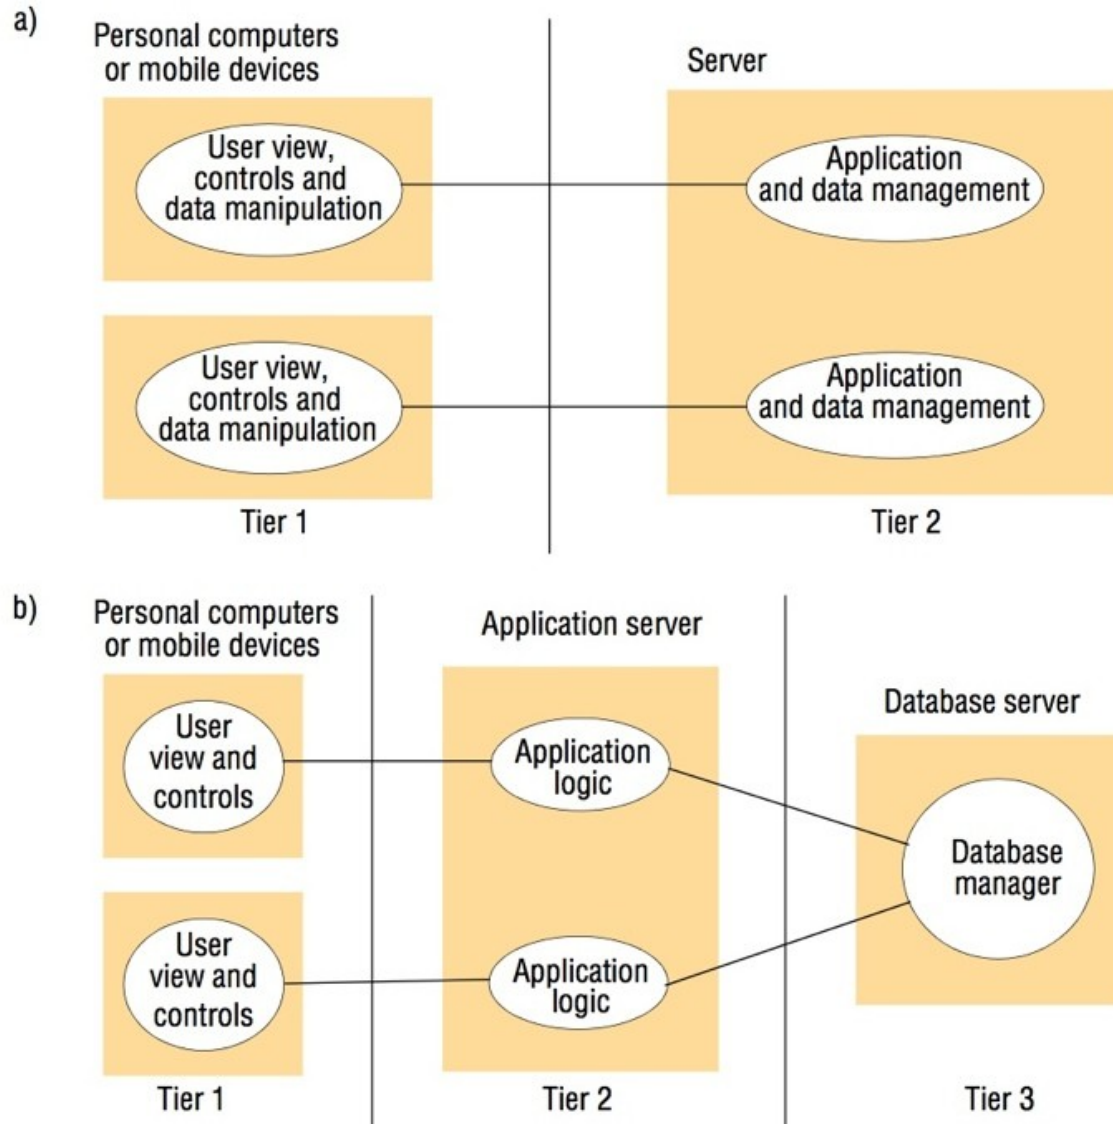 a)
Personal computers
or mobile devices
Server
User view,
controls and
data manipulation
Application
and data management
User view,
controls and
data manipulation
Application
and data management
Tier 1
Tier 2
b)
Personal computers
or mobile devices
Application server
Database server
User
view and
controls
Application
logic
Database
manager
User
view and
controls
Application
logic
Tier 1
Tier 2
Tier 3